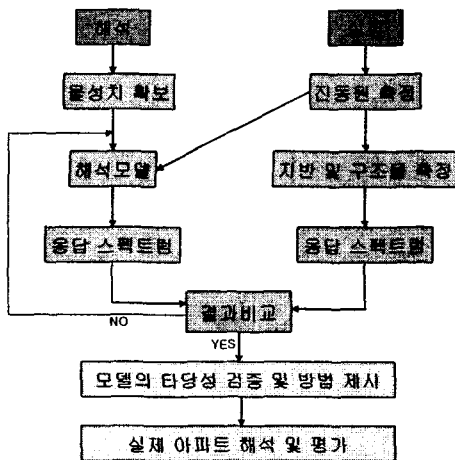 해석
물성치 확보
진동원 측정
해석모델
지반 및 구조물 측정
응답 스펙트럼
응답 스펙트럼
결과비교
NO
YES
모델의 타당성 검증 및 방법 제시
실제 아파트 해석 및 평가